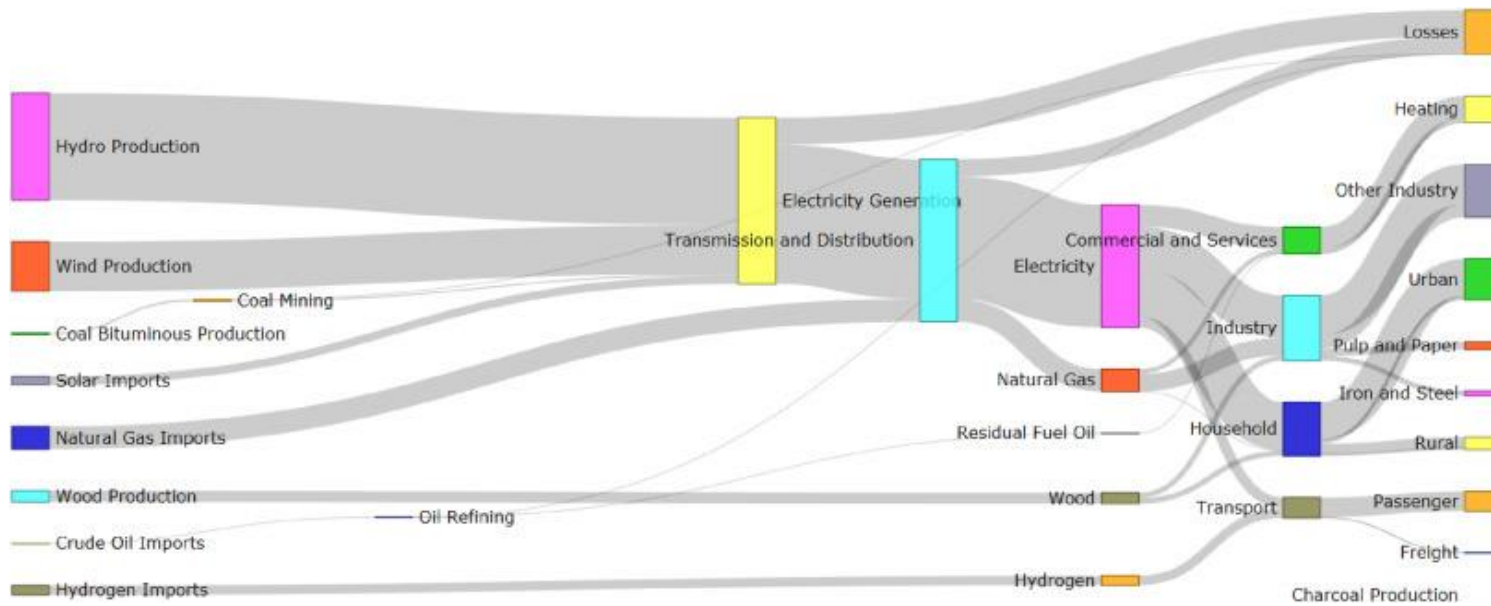 Losses
Heating
Hydro Production
Other Industry
Electricity Generation
Transmission and Distribution
Commercial and Services
Wind Production
Electricity
Urban
Coal Mining
Coal Bituminous Production
Industry
Pulp and Paper
Solar Imports
Natural Gas
Iron and Steel
Natural Gas Imports
Residual Fuel Oil
Household
Rural
Wood Production
Wood
Transport
Passenger
Oil Refining
Crude Oil Imports
Freight
Hydrogen Imports
Hydrogen
Charcoal Production